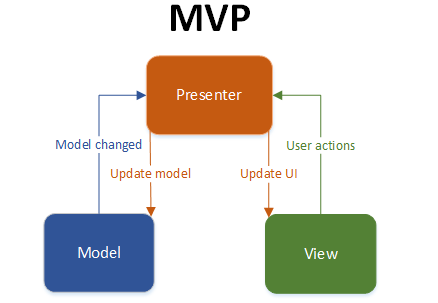 MVP
Presenter
Model changed
User actions
Update model
Update UI
Model
View